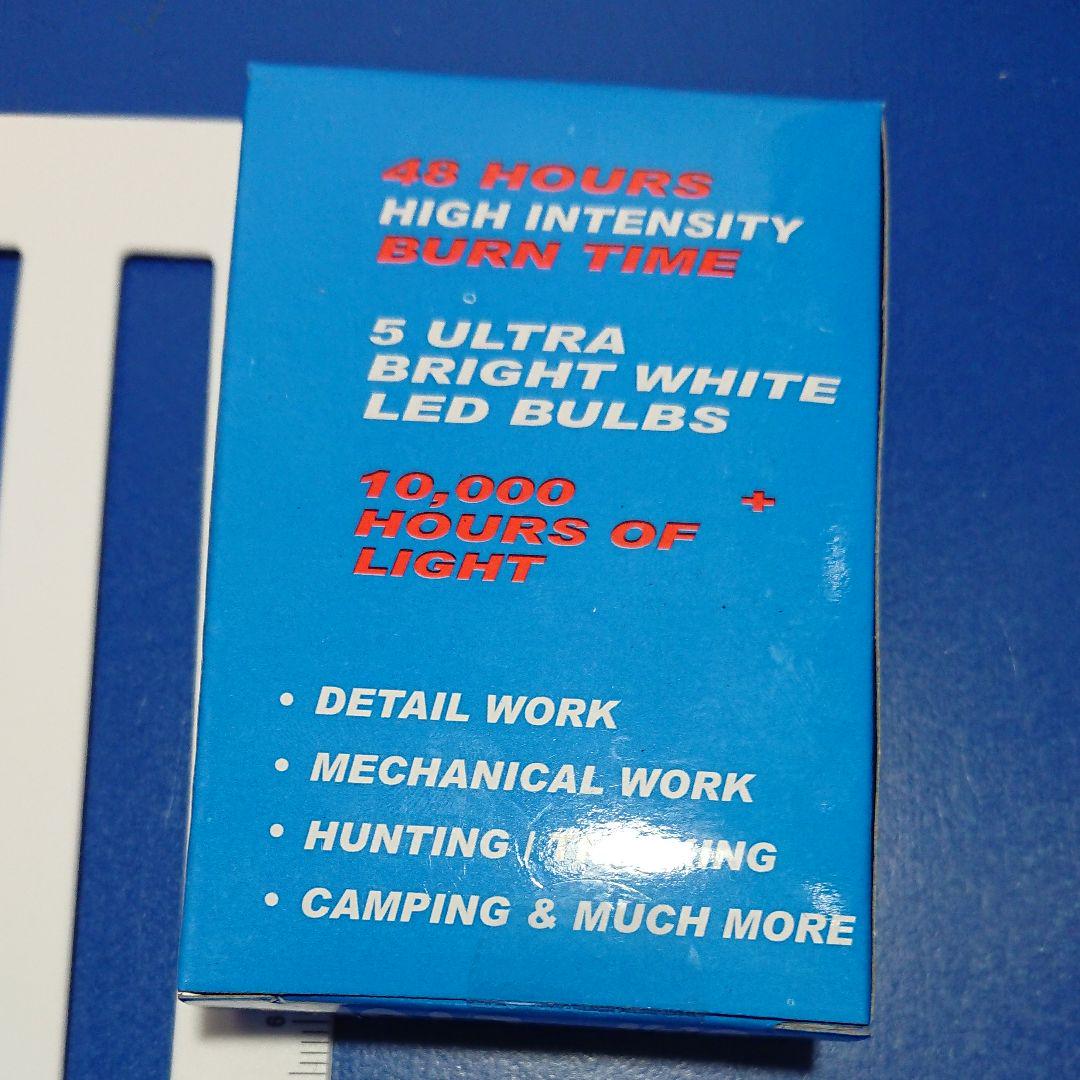 48 HOURS
HIGH INTENSITY
BURN TIME
5 ULTRA
BRIGHT WHITE
LED BULBS
10,000 +
HOURS OF
LIGHT
• DETAIL WORK
• MECHANICAL WORK
• HUNTING |
• CAMPING & MUCH MORE